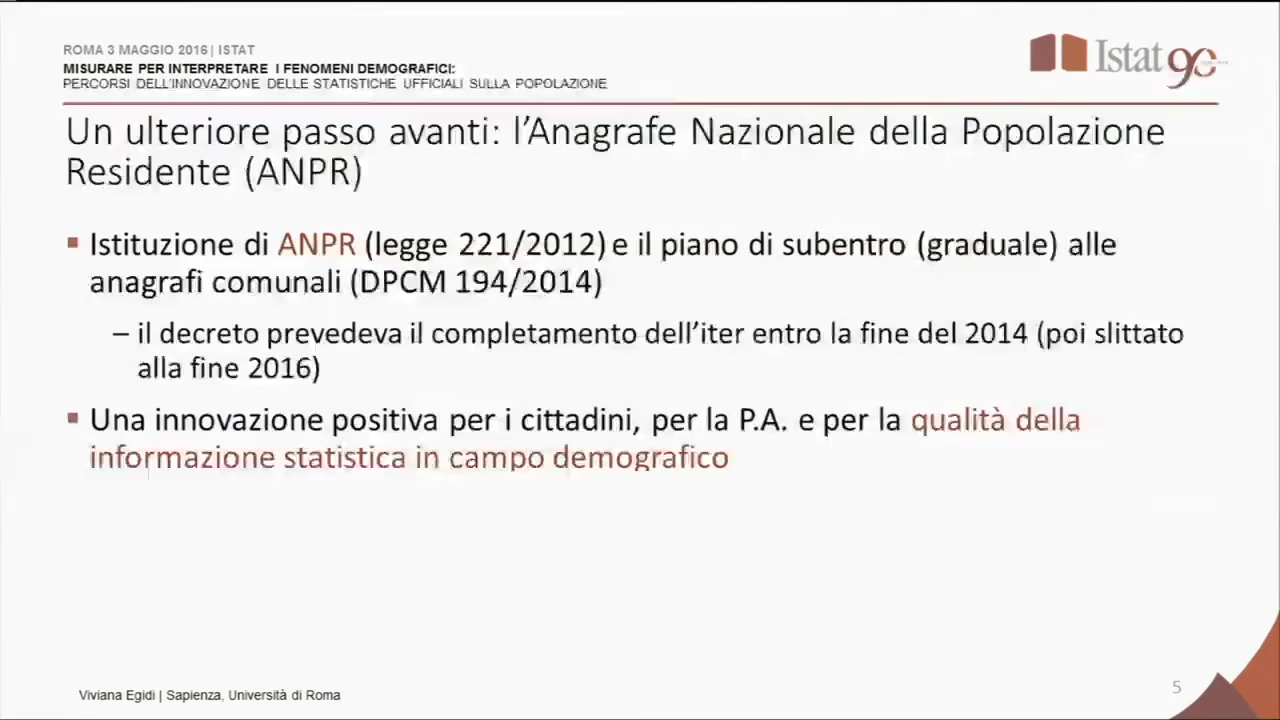 ROMA 3 MAGGIO 2016 | ISTAT
MISURARE PER INTERPRETARE I FENOMENI DEMOGRAFICI:
PERCORSI DELL'INNOVAZIONE DELLE STATISTICHE UFFICIALI SULLA POPOLAZIONE
Istat 90
Un ulteriore passo avanti: l'Anagrafe Nazionale della Popolazione
Residente (ANPR)
▪ Istituzione di ANPR (legge 221/2012) e il piano di subentro (graduale) alle
anagrafi comunali (DPCM 194/2014)
– il decreto prevedeva il completamento dell'iter entro la fine del 2014 (poi slittato
alla fine 2016)
▪ Una innovazione positiva per i cittadini, per la P.A. e per la qualità della
informazione statistica in campo demografico
Viviana Egidi | Sapienza, Università di Roma
5